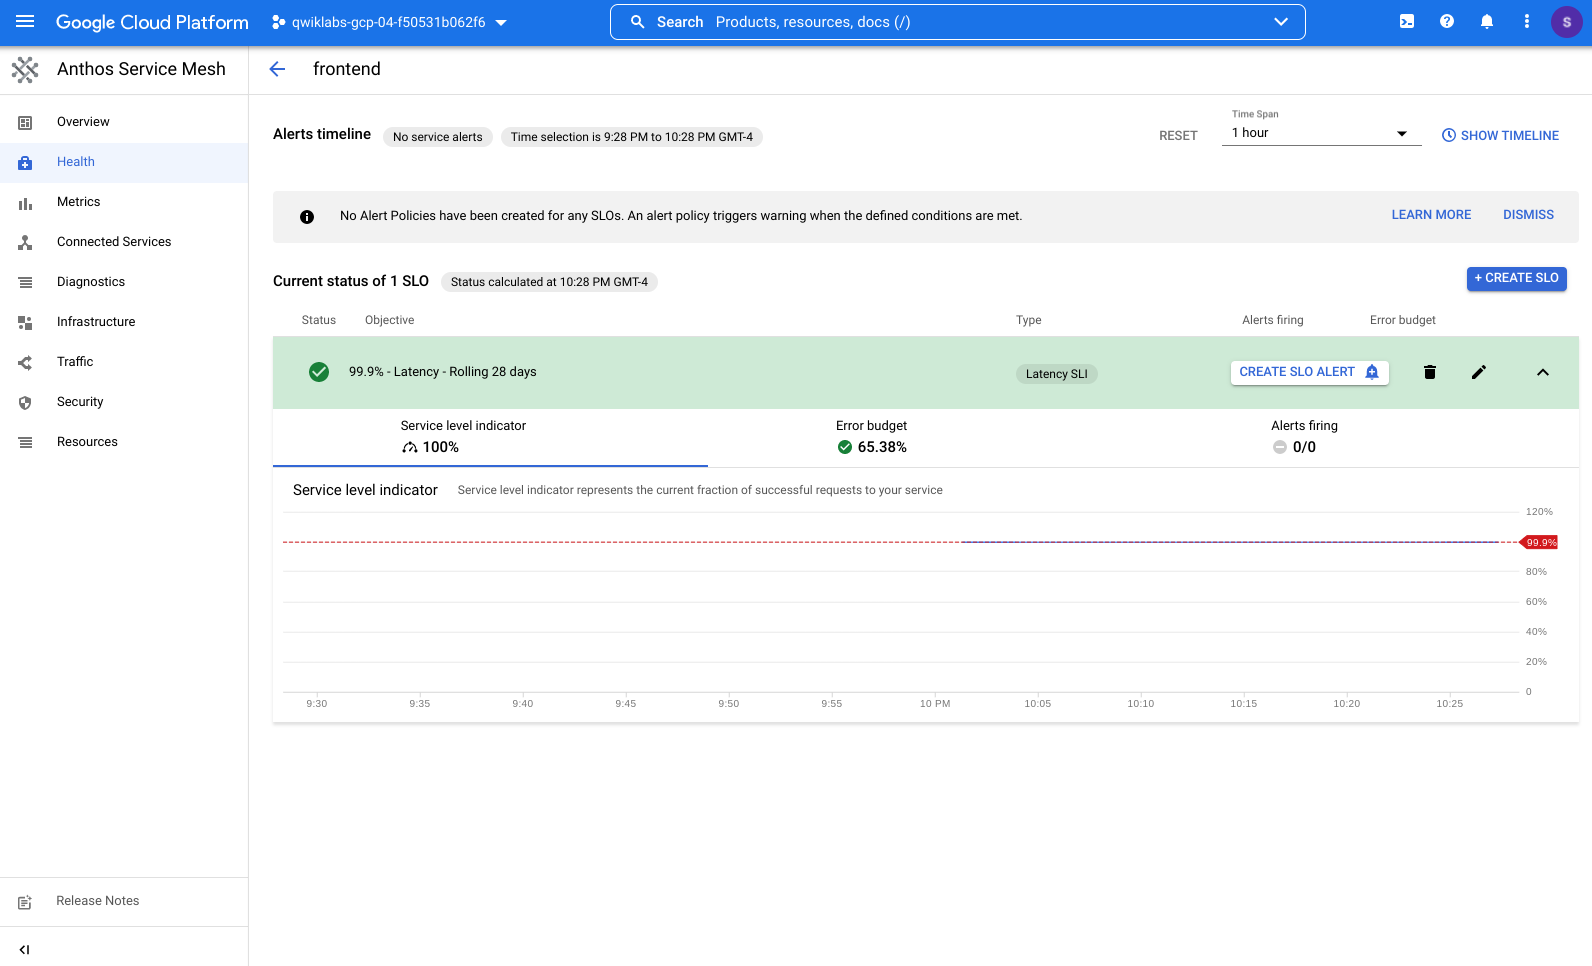 Google Cloud Platform
qwiklabs-gcp-04-f50531b062f6
Search Products, resources, docs (/)
S
Anthos Service Mesh
frontend
Overview
Health
Metrics
Connected Services
Diagnostics
Infrastructure
Traffic
Security
Resources
Release Notes
Alerts timeline No service alerts Time selection is 9:28 PM to 10:28 PM GMT-4
RESET
Time Span
1 hour
SHOW TIMELINE
No Alert Policies have been created for any SLOs. An alert policy triggers warning when the defined conditions are met.
LEARN MORE DISMISS
Current status of 1 SLO Status calculated at 10:28 PM GMT-4
+ CREATE SLO
Status Objective Type Alerts firing Error budget
99.9% - Latency - Rolling 28 days Latency SLI CREATE SLO ALERT
Service level indicator
100%
Error budget
65.38%
Alerts firing
0/0
Service level indicator Service level indicator represents the current fraction of successful requests to your service
120%
99.9%
80%
60%
40%
20%
0
9:30 9:35 9:40 9:45 9:50 9:55 10 PM 10:05 10:10 10:15 10:20 10:25